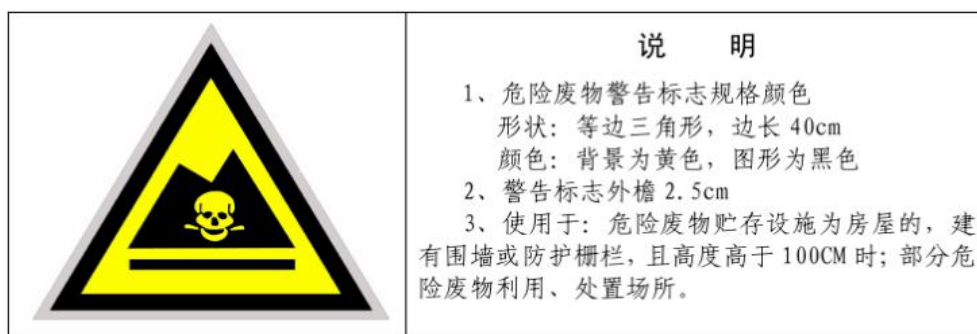 说 明
1、危险废物警告标志规格颜色
形状：等边三角形，边长 40cm
颜色：背景为黄色，图形为黑色
2、警告标志外檐 2.5cm
3、使用于：危险废物贮存设施为房屋的，建
有围墙或防护栅栏，且高度高于 100CM 时；部分危
险废物利用、处置场所。